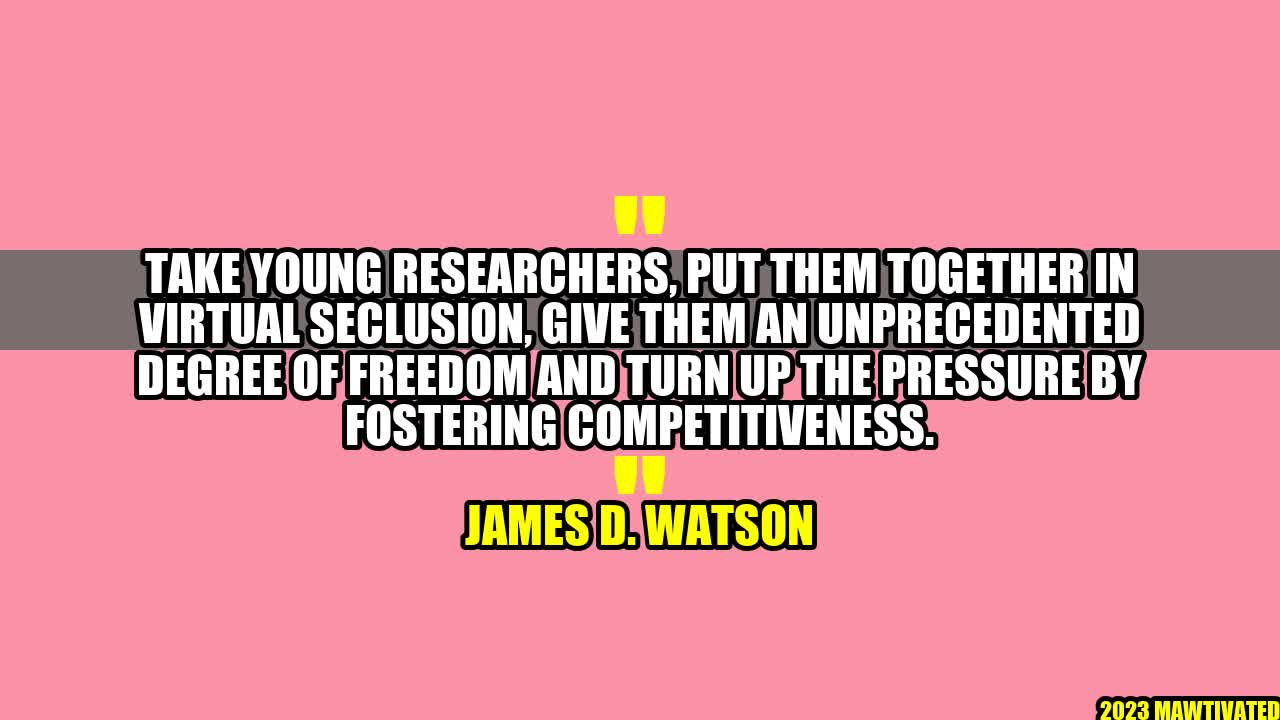 "
TAKE YOUNG RESEARCHERS, PUT THEM TOGETHER IN
VIRTUAL SECLUSION, GIVE THEM AN UNPRECEDENTED
DEGREE OF FREEDOM AND TURN UP THE PRESSURE BY
FOSTERING COMPETITIVENESS.
"
JAMES D. WATSON
2023 MAWTIVATED